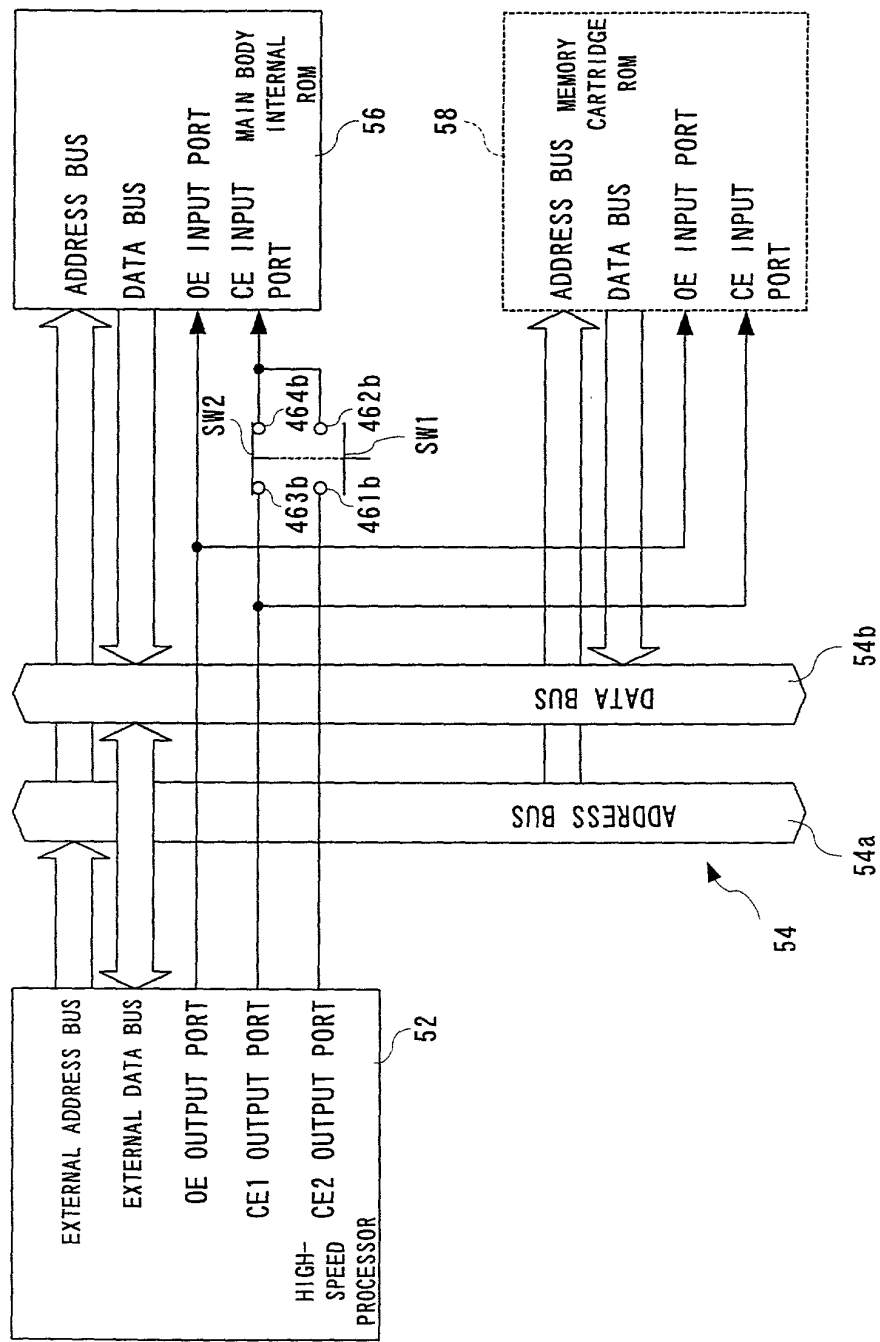 EXTERNAL ADDRESS BUS
EXTERNAL DATA BUS
OE OUTPUT PORT
CE1 OUTPUT PORT
CE2 OUTPUT PORT
HIGH-
SPEED
PROCESSOR
52
54
ADDRESS BUS
54a
DATA BUS
54b
SW2
463b
464b
461b
462b
SW1
ADDRESS BUS
DATA BUS
OE INPUT PORT
CE INPUT
PORT
MAIN BODY
INTERNAL
ROM
56
58
ADDRESS BUS
DATA BUS
OE INPUT PORT
CE INPUT
PORT
MEMORY
CARTRIDGE
ROM